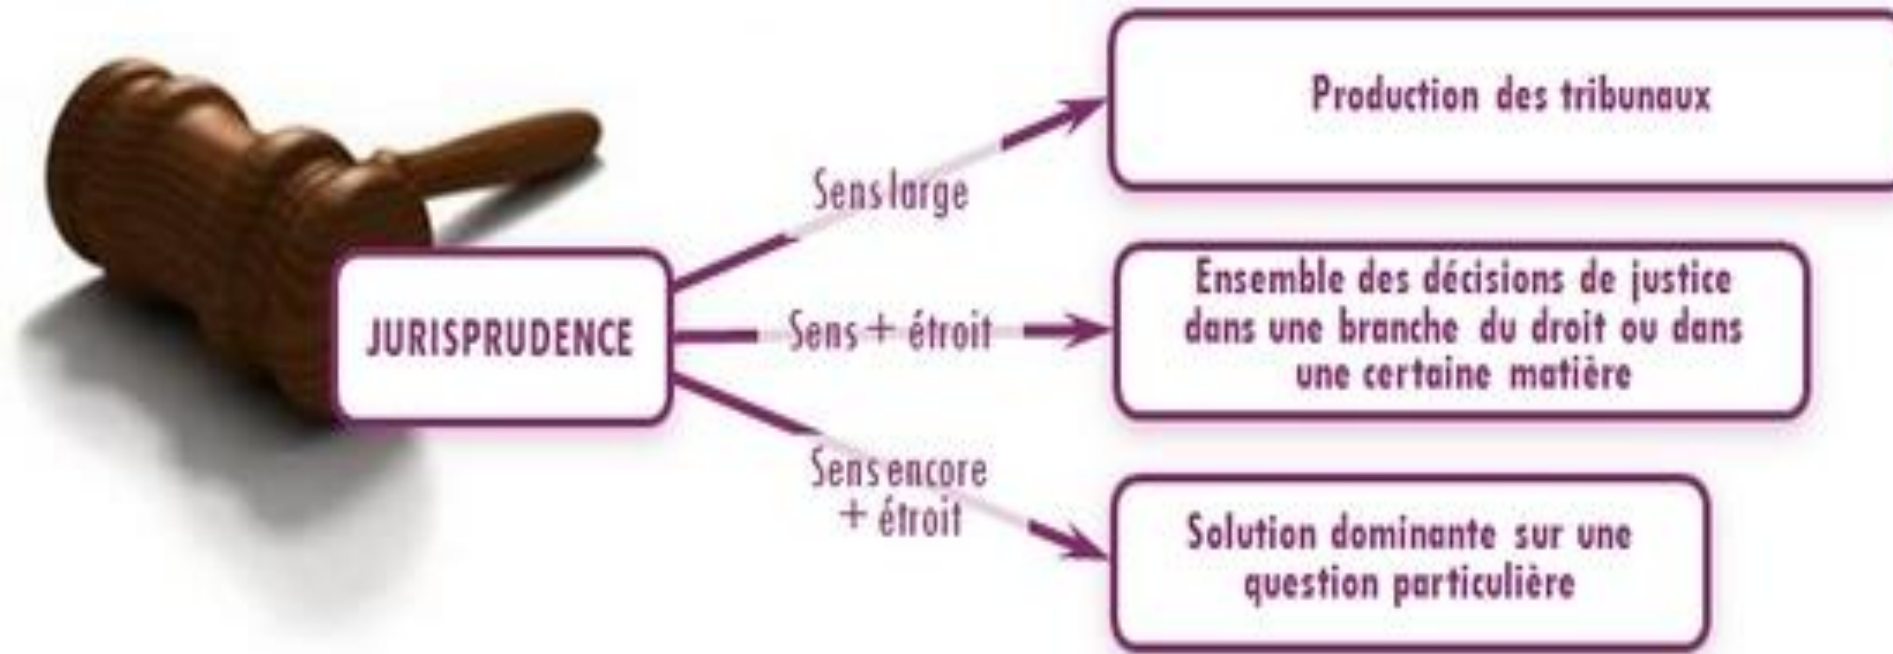 Production des tribunaux
Sens large
Ensemble des décisions de justice
dans une branche du droit ou dans
une certaine matière
JURISPRUDENCE
Sens + étroit
Sens encore
+ étroit
Solution dominante sur une
question particulière